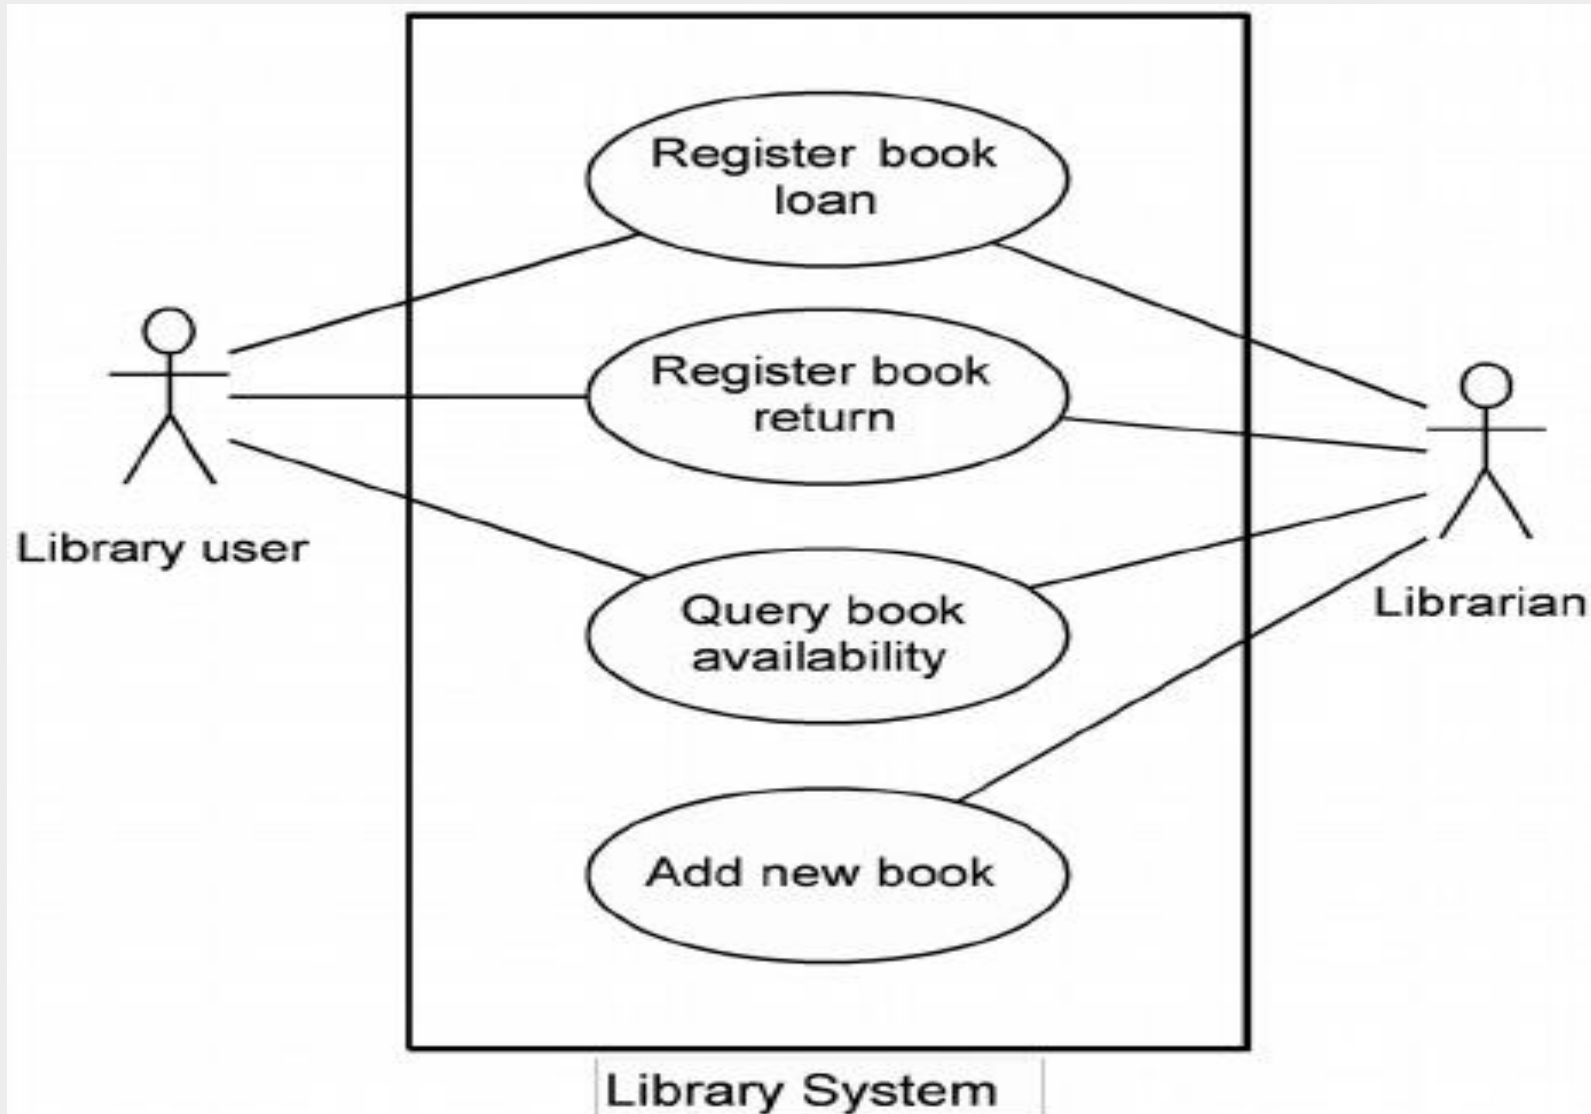 Register book
loan
Register book
return
Library user
Query book
availability
Librarian
Add new book
Library System